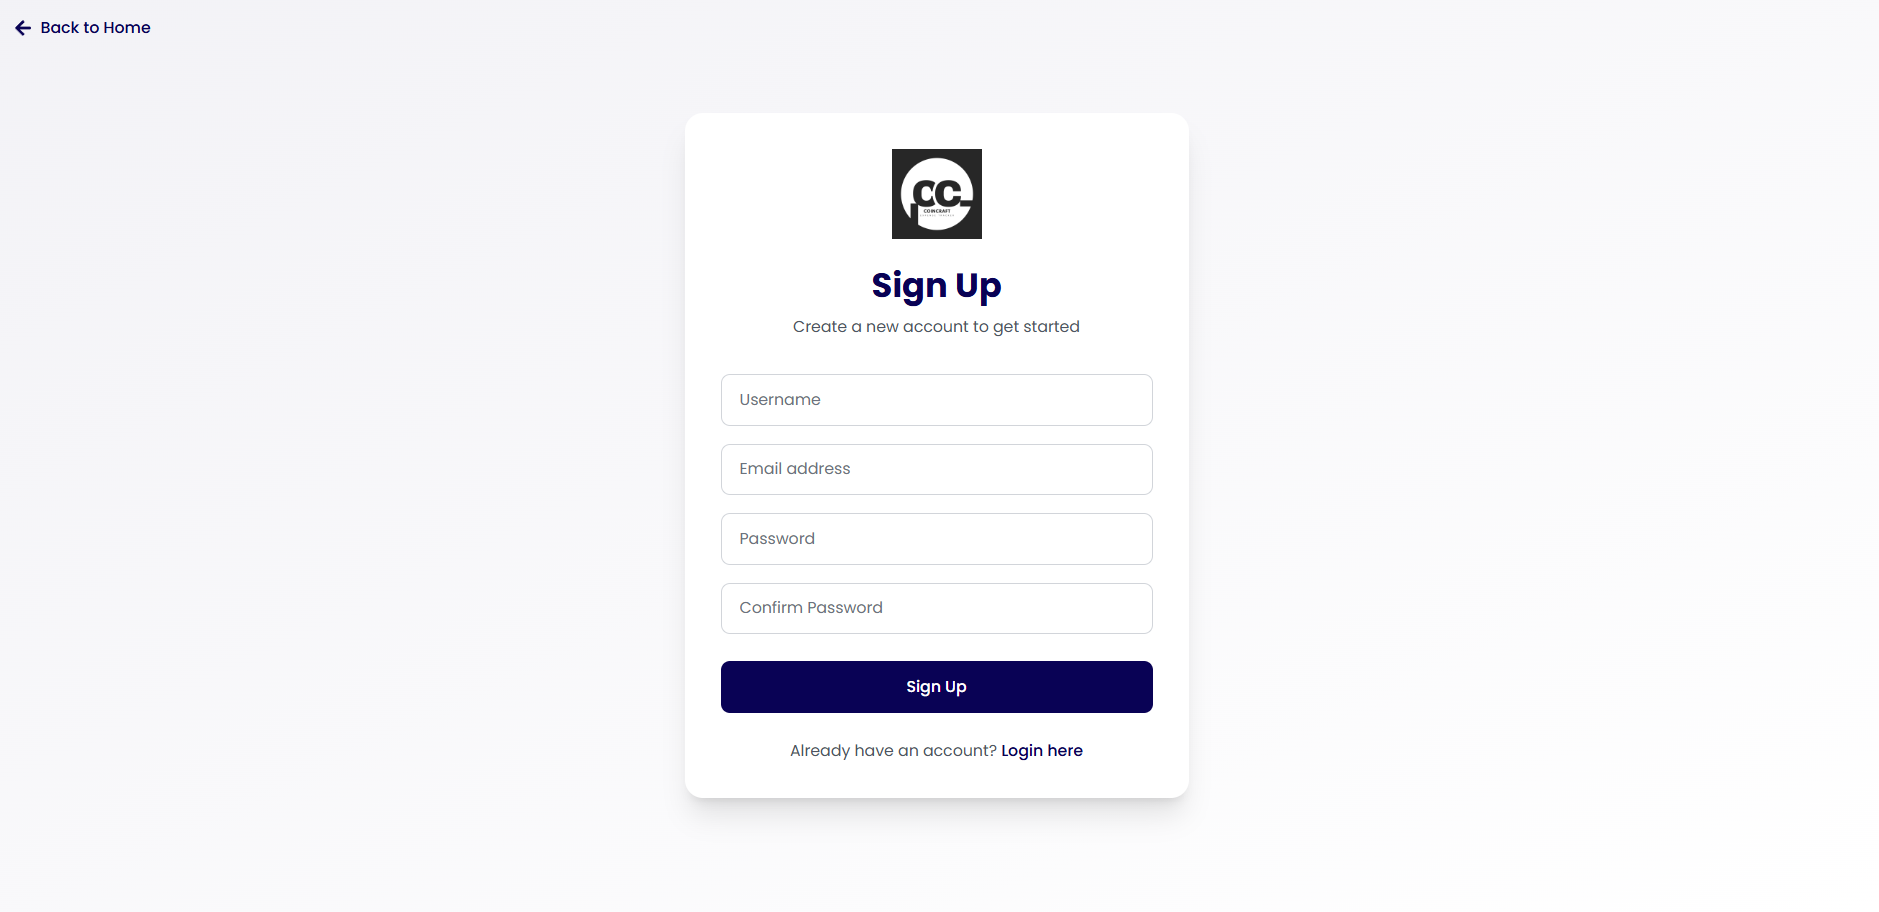 Back to Home
CC
COINCRAFT
Sign Up
Create a new account to get started
Username
Email address
Password
Confirm Password
Sign Up
Already have an account? Login here